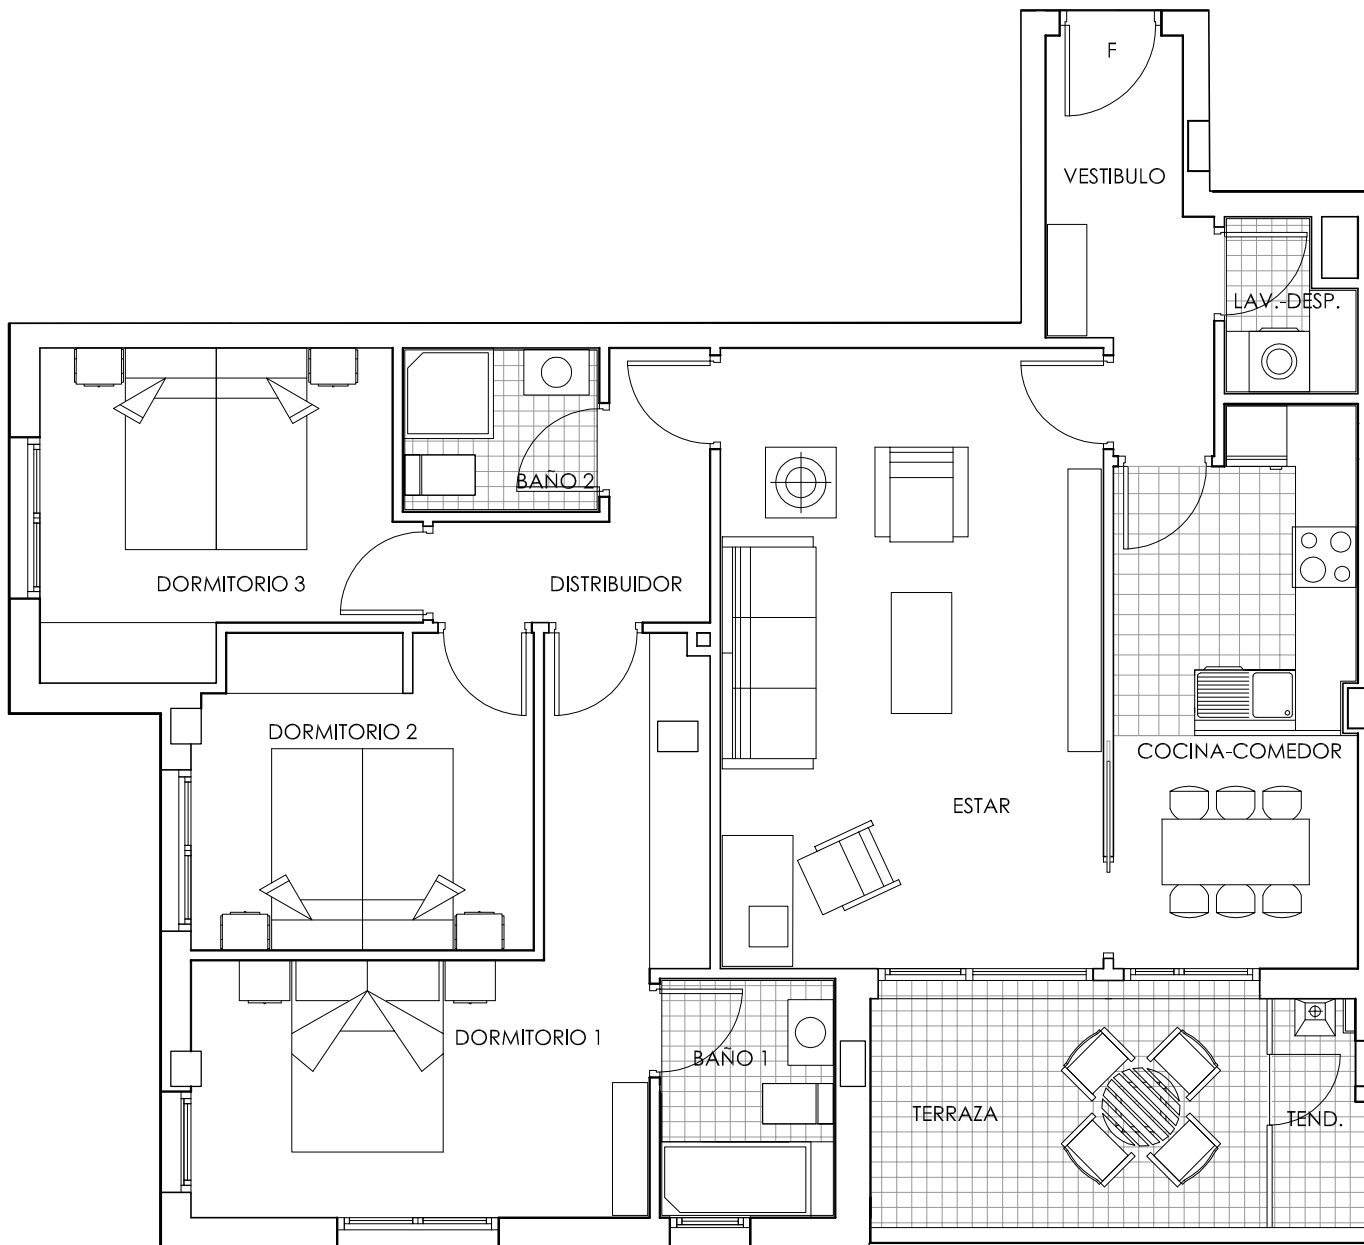 F
VESTIBULO
LAV.-DESP.
BAÑO 2
DORMITORIO 3
DISTRIBUIDOR
DORMITORIO 2
COCINA-COMEDOR
ESTAR
DORMITORIO 1
BAÑO 1
TERRAZA
TEND.